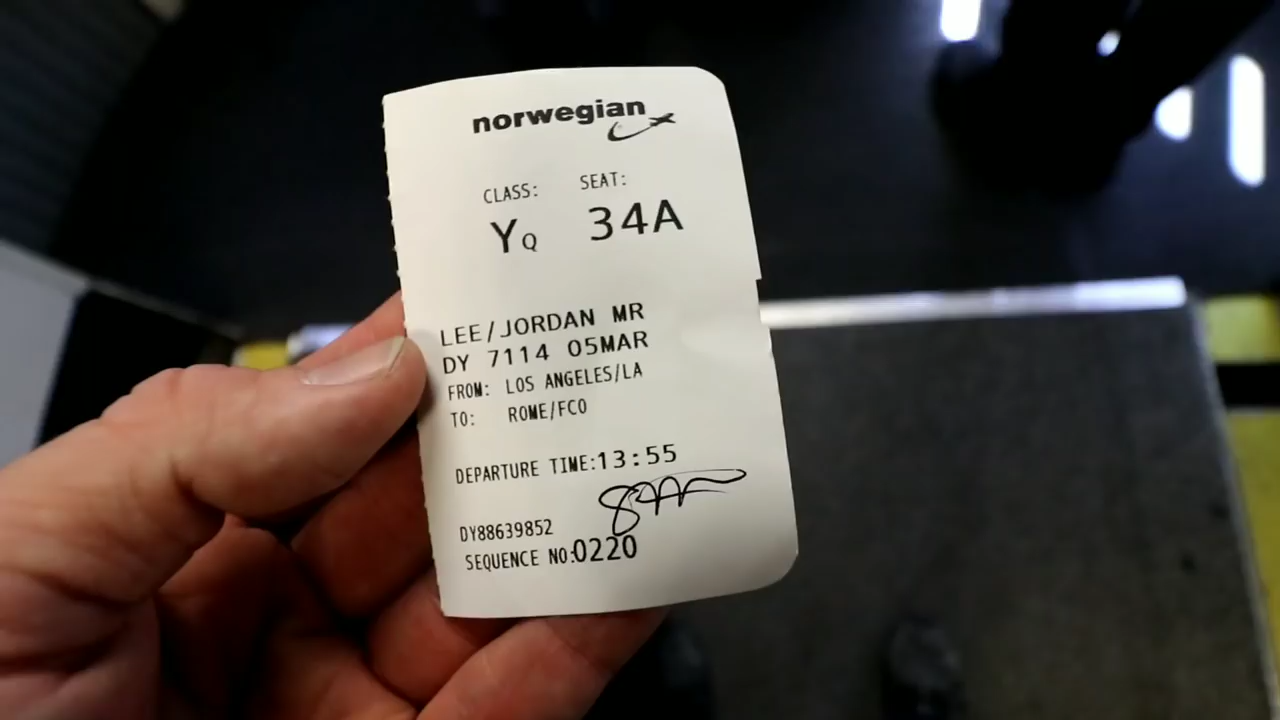 norwegian
CLASS: SEAT:
YQ 34A
LEE/JORDAN MR
DY 7114 05MAR
FROM: LOS ANGELES/LA
TO: ROME/FCO
DEPARTURE TIME:13:55
DY88639852
SEQUENCE NO:0220